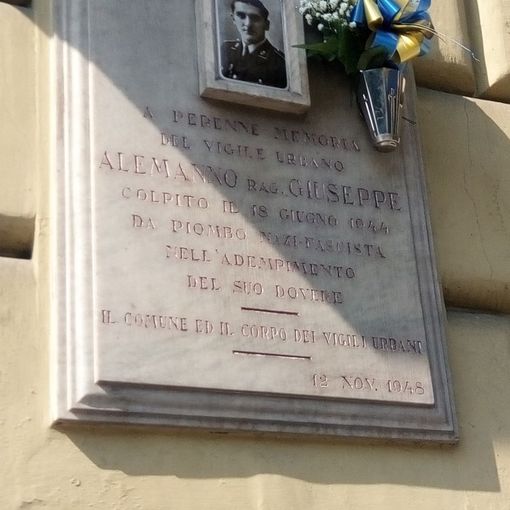 A PERENNE MEMORIA
DEL VIGILE URBANO
ALEMANNO RAG. GIUSEPPE
COLPITO IL 18 GIUGNO 1944
DA PIOMBO NAZI-FASCISTA
NELL'ADEMPIMENTO
DEL SUO DOVERE
IL COMUNE ED IL CORPO DEI VIGILI URBANI
12 NOV. 1948